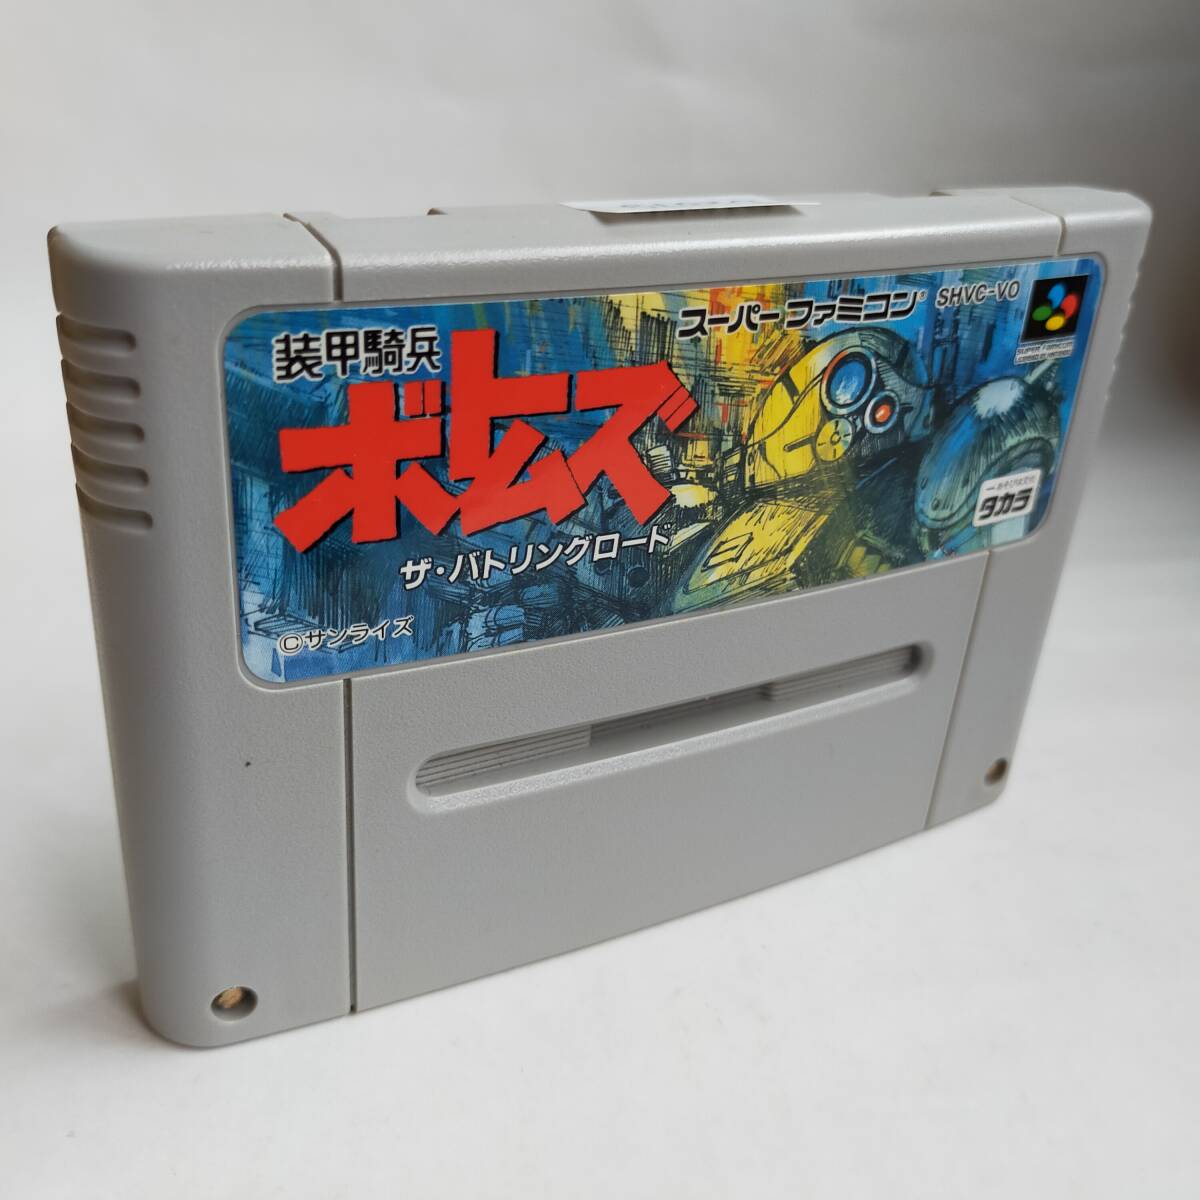 スーパーファミコン®
SHVC-VO
装甲騎兵
ボトムズ
ザ・バトリングロード
タカラ
©サンライズ